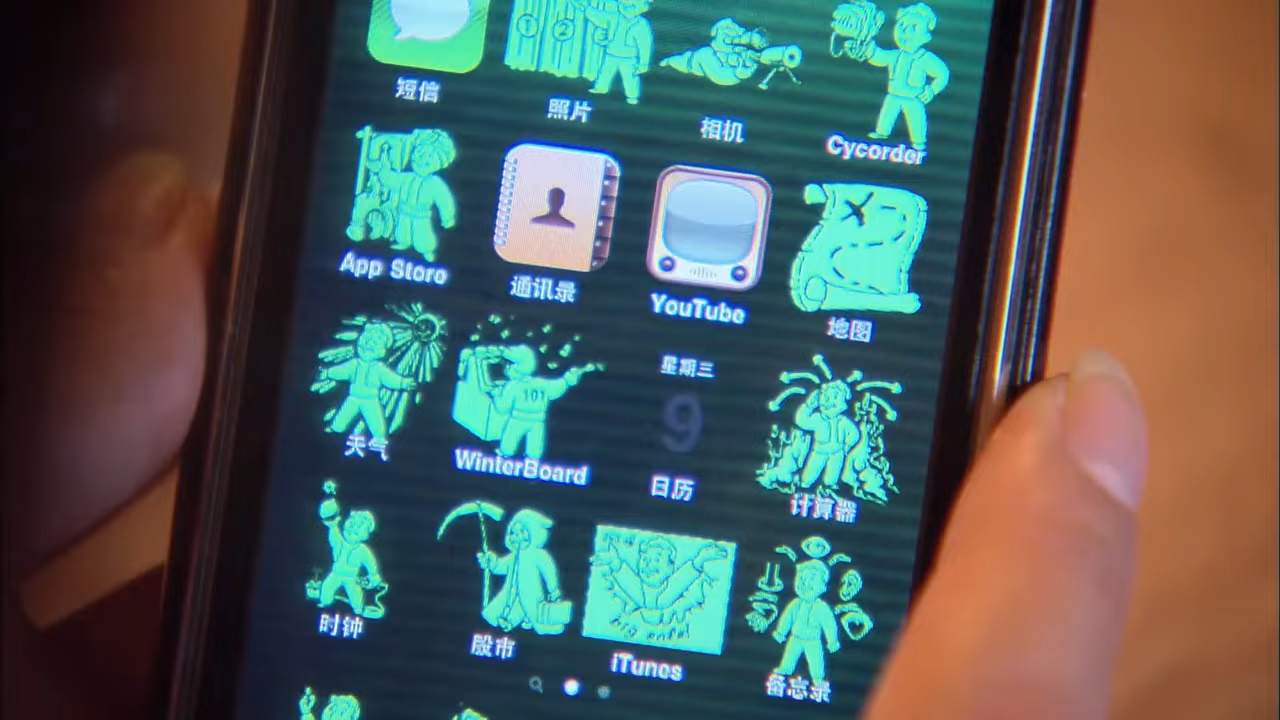 短信
照片
相机
Cycorder
App Store
通讯录
YouTube
地图
天气
101
WinterBoard
星期三
9
日历
计算器
时钟
股市
iTunes
备忘录